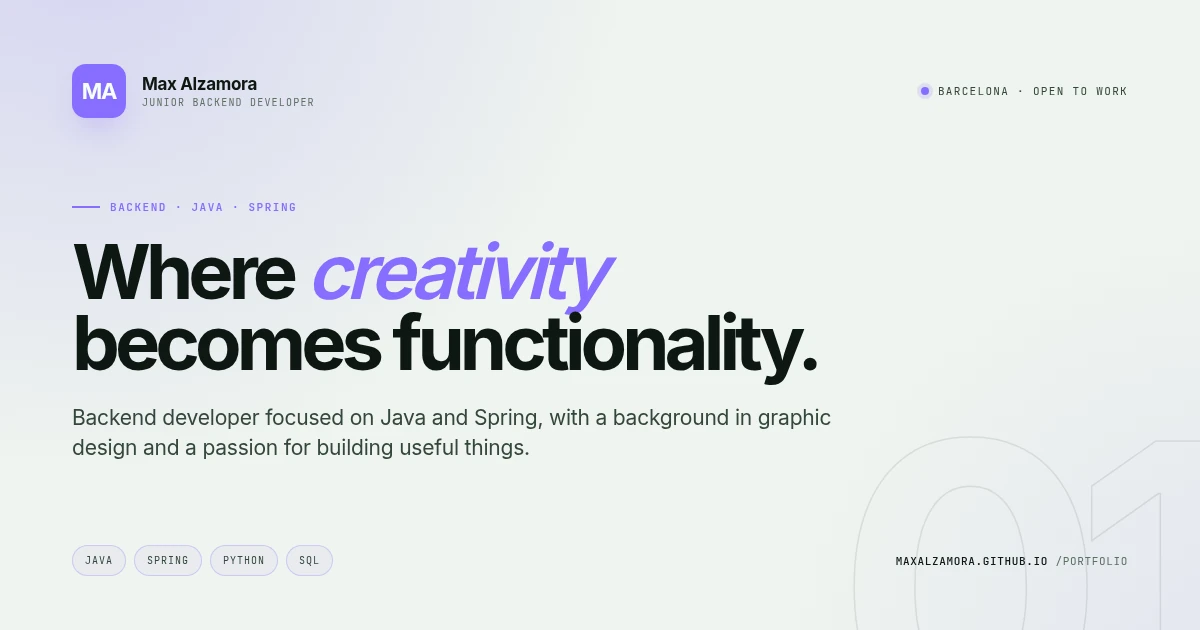 MA
Max Alzamora
JUNIOR BACKEND DEVELOPER
BARCELONA · OPEN TO WORK
BACKEND · JAVA · SPRING
Where creativity
becomes functionality.
Backend developer focused on Java and Spring, with a background in graphic
design and a passion for building useful things.
01
JAVA
SPRING
PYTHON
SQL
MAXALZAMORA.GITHUB.IO /PORTFOLIO